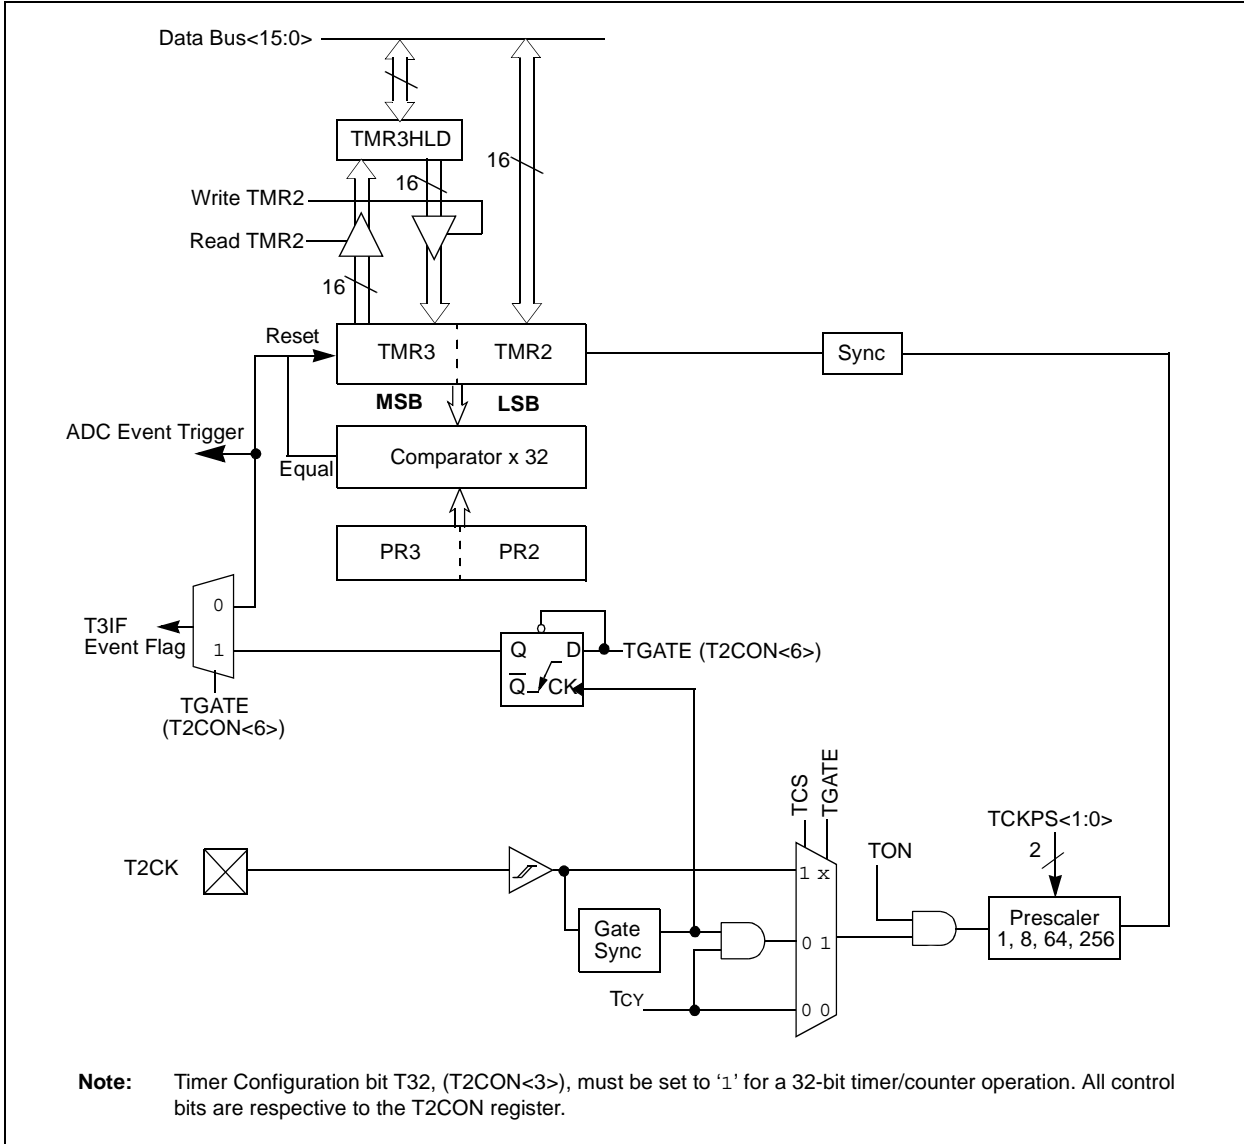 Data Bus<15:0>
TMR3HLD
16
16
Write TMR2
Read TMR2
16
Reset
TMR3
TMR2
Sync
MSB
LSB
ADC Event Trigger
Equal
Comparator x 32
PR3
PR2
0
T3IF
Event Flag
1
Q
D
TGATE (T2CON<6>)
Q
CK
TGATE
(T2CON<6>)
TCS
TGATE
TCKPS<1:0>
2
TON
T2CK
1 x
Prescaler
1, 8, 64, 256
Gate
Sync
0 1
TCY
0 0
Note: Timer Configuration bit T32, (T2CON<3>), must be set to ‘1’ for a 32-bit timer/counter operation. All control
bits are respective to the T2CON register.